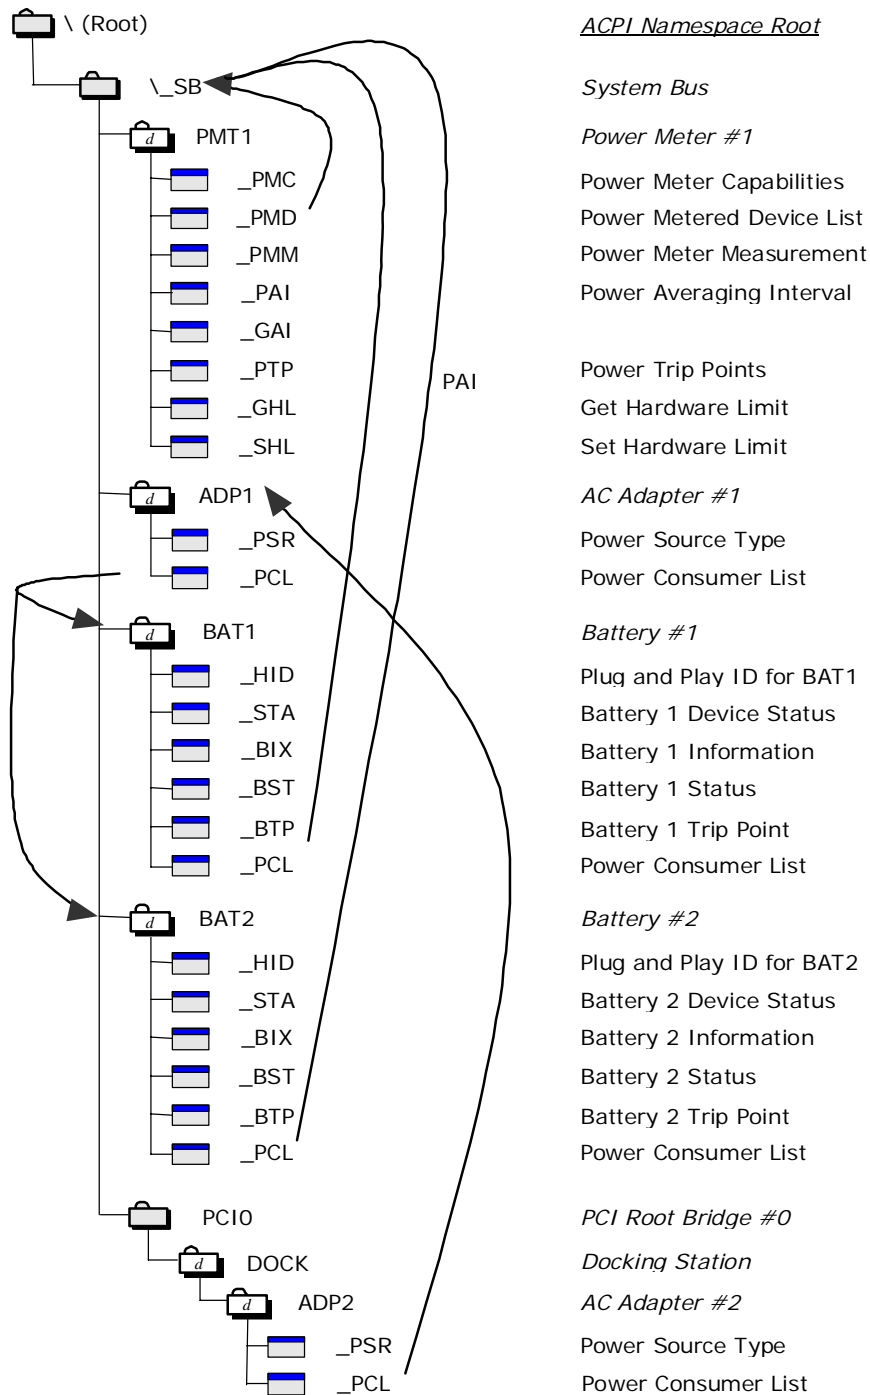 \ (Root) ACPI Namespace Root
\_SB System Bus
d PMT1 Power Meter #1
_PMC Power Meter Capabilities
_PMD Power Metered Device List
_PMM Power Meter Measurement
_PAI Power Averaging Interval
_GAI
_PTP Power Trip Points
PAI
_GHL Get Hardware Limit
_SHL Set Hardware Limit
d ADP1 AC Adapter #1
_PSR Power Source Type
_PCL Power Consumer List
d BAT1 Battery #1
_HID Plug and Play ID for BAT1
_STA Battery 1 Device Status
_BIX Battery 1 Information
_BST Battery 1 Status
_BTP Battery 1 Trip Point
_PCL Power Consumer List
d BAT2 Battery #2
_HID Plug and Play ID for BAT2
_STA Battery 2 Device Status
_BIX Battery 2 Information
_BST Battery 2 Status
_BTP Battery 2 Trip Point
_PCL Power Consumer List
PCI0 PCI Root Bridge #0
d DOCK Docking Station
d ADP2 AC Adapter #2
_PSR Power Source Type
_PCL Power Consumer List